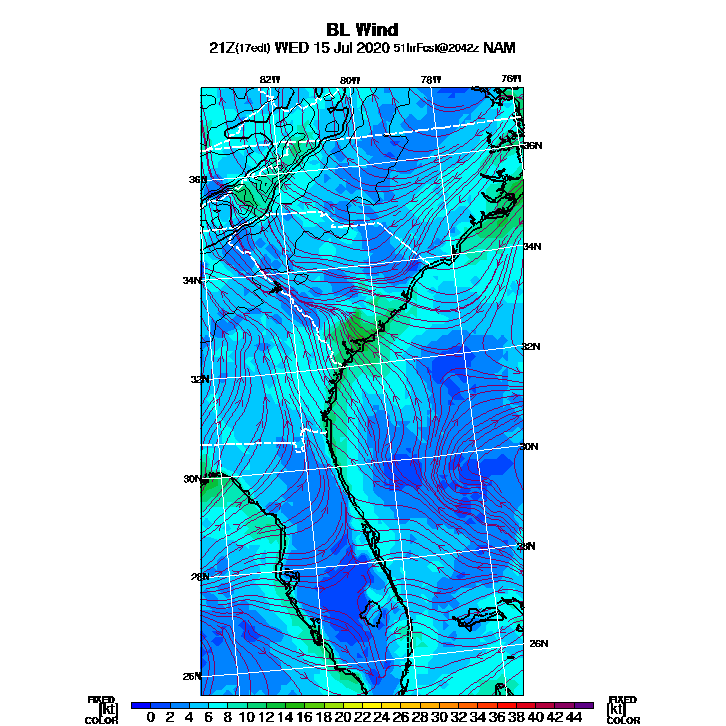 BL Wind
21Z(17edt) WED 15 Jul 2020 51hrFcst@2042z NAM
82W 80W 78W 76W
36N
36N
34N
34N
32N
32N
30N
30N
28N
28N
26N
26N
FIXED FIXED
[kt] 0 2 4 6 8 10 12 14 16 18 20 22 24 26 28 30 32 34 36 38 40 42 44 [kt]
COLOR COLOR